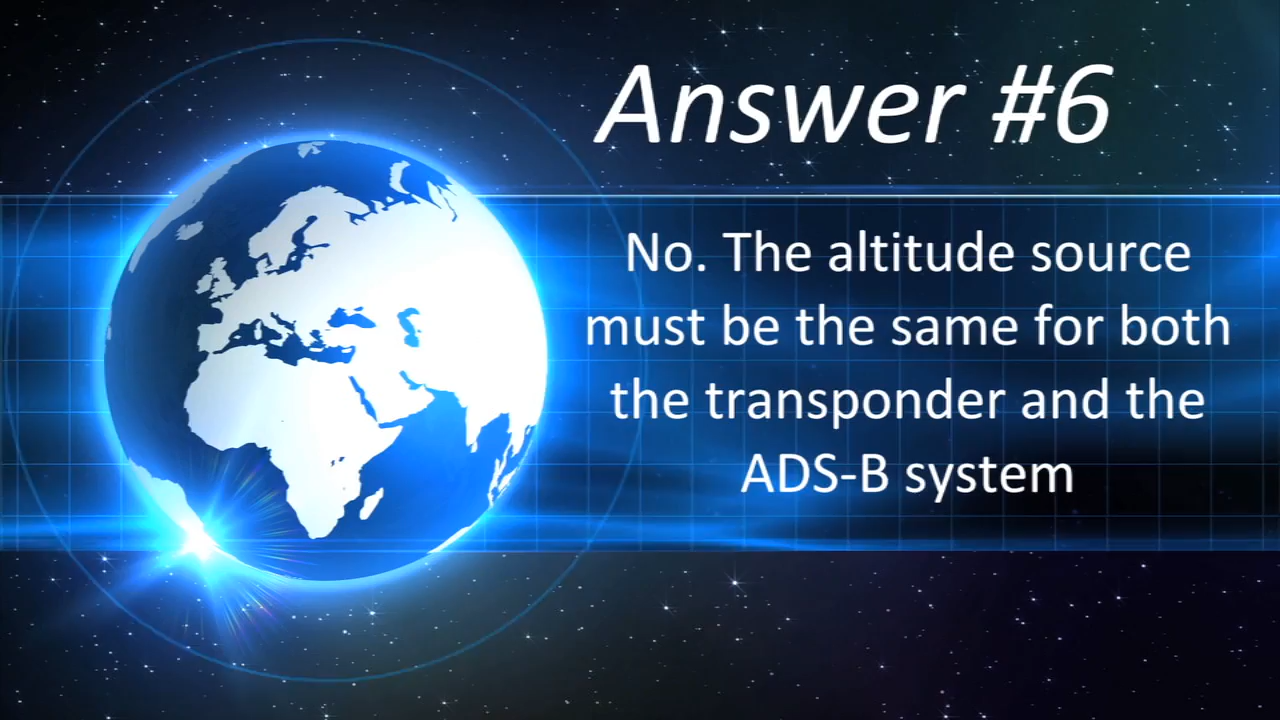 Answer #6
No. The altitude source
must be the same for both
the transponder and the
ADS-B system